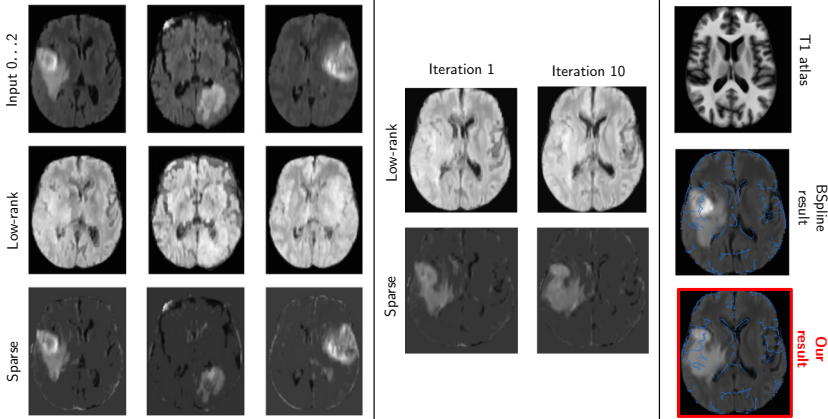 Input 0...2
Low-rank
Sparse
Iteration 1
Iteration 10
Low-rank
Sparse
T1 atlas
BSpline
result
Our
result